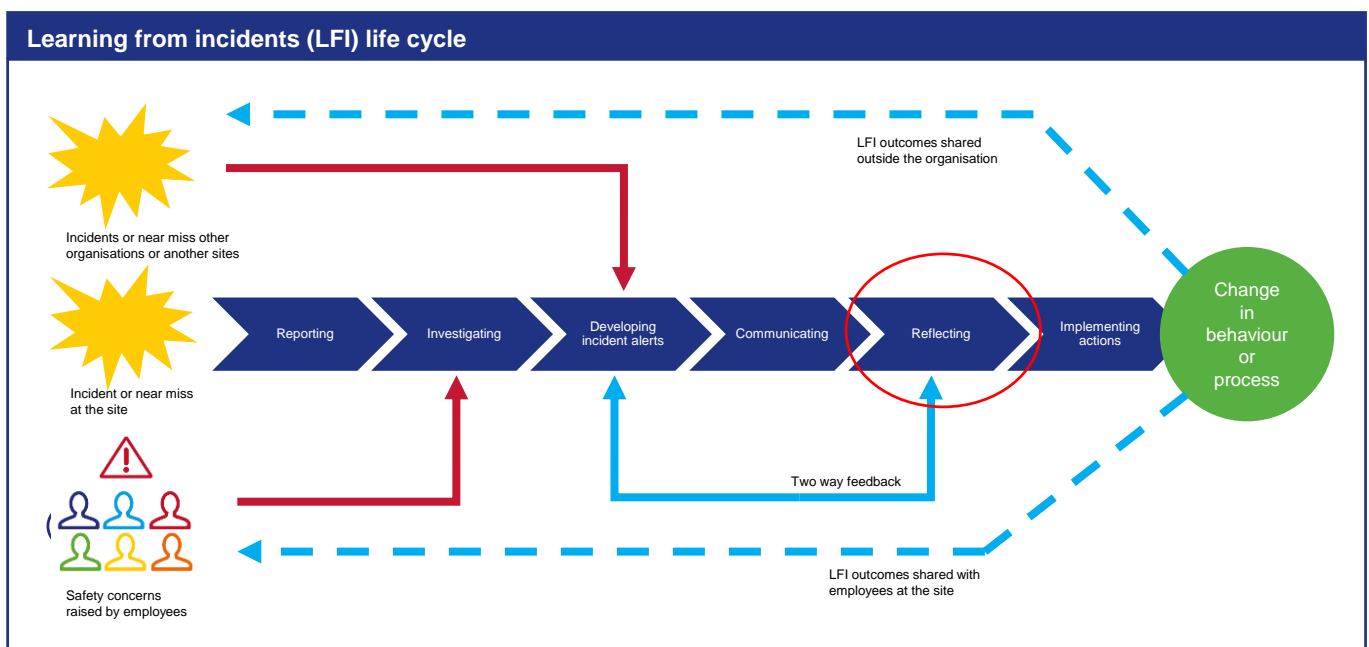 Learning from incidents (LFI) life cycle
LFI outcomes shared
outside the organisation
Incidents or near miss other
organisations or another sites
Reporting
Investigating
Developing
incident alerts
Communicating
Reflecting
Implementing
actions
Change
in
behaviour
or
process
Incident or near miss
at the site
Two way feedback
LFI outcomes shared with
employees at the site
Safety concerns
raised by employees